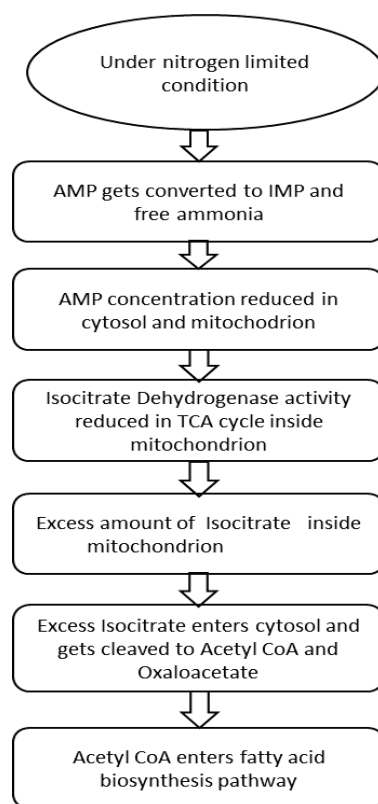 Under nitrogen limited
condition
AMP gets converted to IMP and
free ammonia
AMP concentration reduced in
cytosol and mitochodrion
Isocitrate Dehydrogenase activity
reduced in TCA cycle inside
mitochondrion
Excess amount of Isocitrate inside
mitochondrion
Excess Isocitrate enters cytosol and
gets cleaved to Acetyl CoA and
Oxaloacetate
Acetyl CoA enters fatty acid
biosynthesis pathway